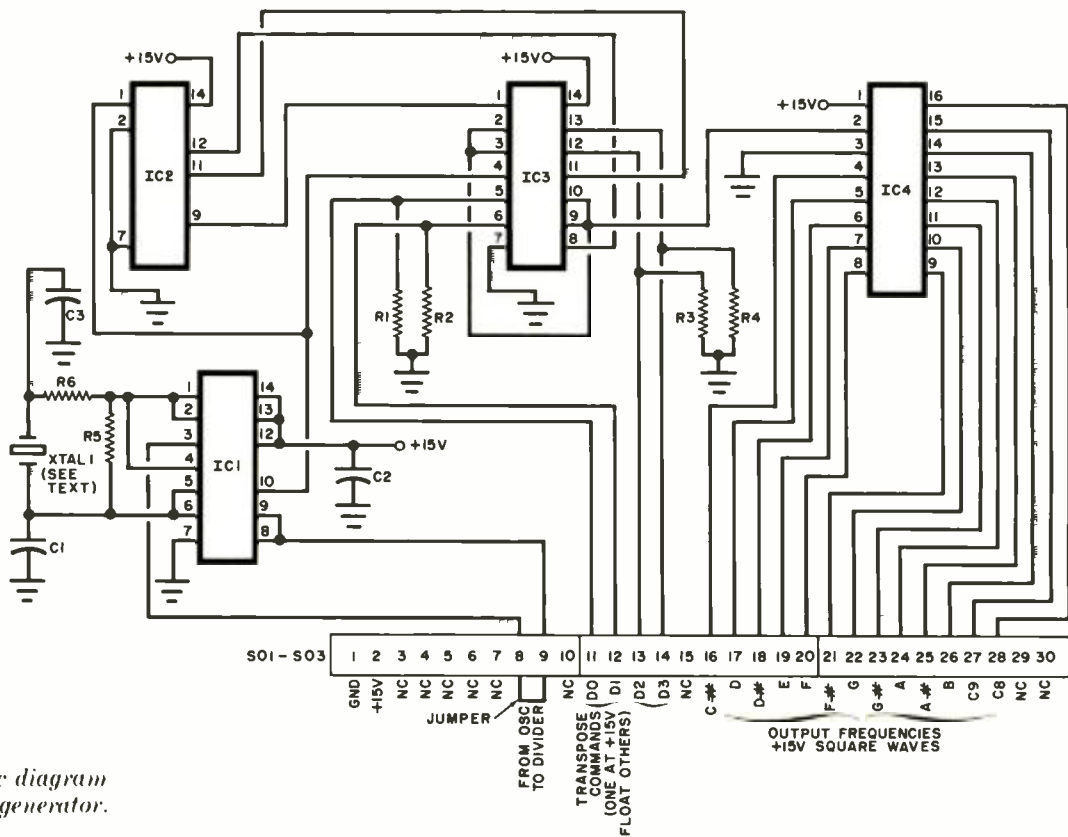 +15V
1
2
7
14
12
11
9
IC2
+15V
1
2
3
4
5
6
7
14
13
12
11
10
9
8
IC3
+15V
1
2
3
4
5
6
7
8
16
15
14
13
12
11
10
9
IC4
C3
R1
R2
R3
R4
R6
R5
XTAL1
(SEE
TEXT)
C1
1
2
3
4
5
6
7
14
13
12
10
9
8
IC1
+15V
C2
SO1-SO3
1 2 3 4 5 6 7 8 9 10 11 12 13 14 15 16 17 18 19 20 21 22 23 24 25 26 27 28 29 30
GND
+15V
NC
NC
NC
NC
NC
NC
D0
D1
D2
D3
NC
C-#
D
D-#
E
F
F-#
G
G-#
A
A-#
B
C9
C8
NC
NC
JUMPER
FROM OSC
TO DIVIDER
TRANSPOSE
COMMANDS
(ONE AT +15V
FLOAT OTHERS)
OUTPUT FREQUENCIES
+15V SQUARE WAVES
diagram
generator.